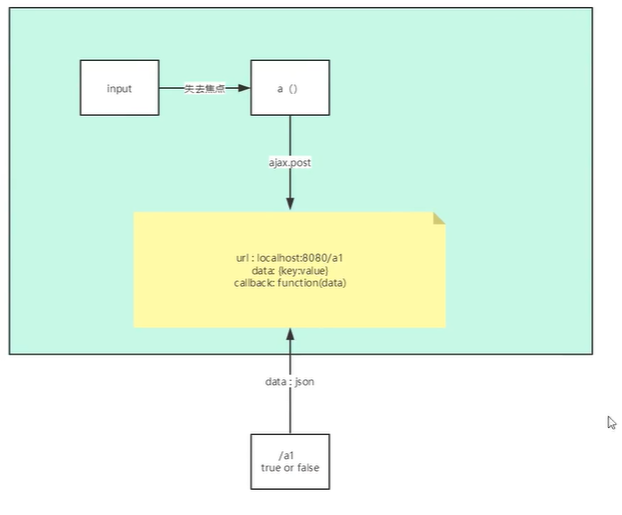 input
失去焦点
a（）
ajax.post
url : localhost:8080/a1
data: {key:value}
callback: function(data)
data : json
/a1
true or false